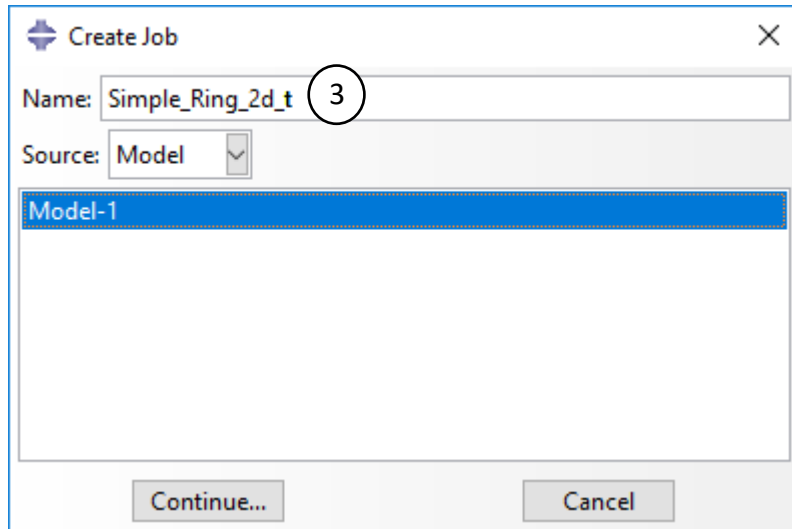 Create Job
Name: Simple_Ring_2d_t 3
Source: Model
Model-1
Continue... Cancel